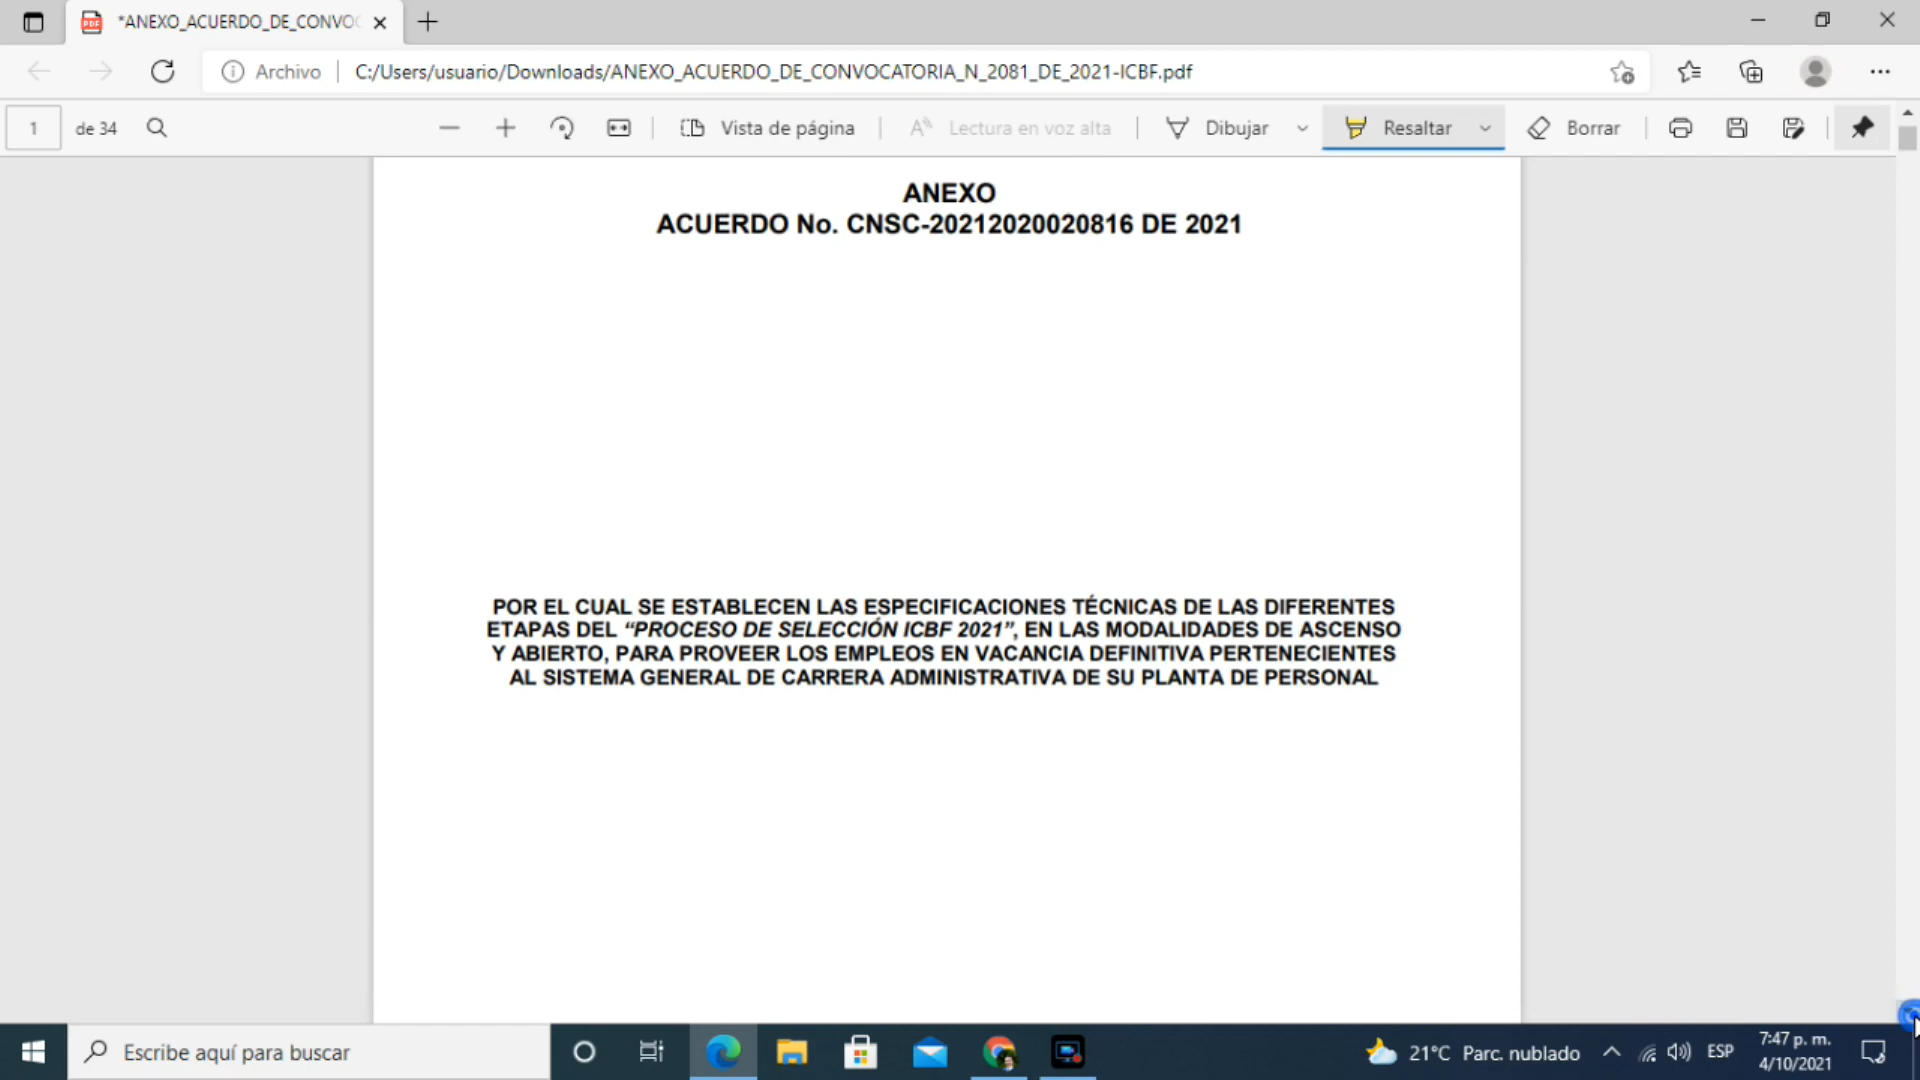 *ANEXO_ACUERDO_DE_CONVO
Archivo
C:/Users/usuario/Downloads/ANEXO_ACUERDO_DE_CONVOCATORIA_N_2081_DE_2021-ICBF.pdf
1 de 34
Vista de página
Lectura en voz alta
Dibujar
Resaltar
Borrar
ANEXO
ACUERDO No. CNSC-20212020020816 DE 2021
POR EL CUAL SE ESTABLECEN LAS ESPECIFICACIONES TÉCNICAS DE LAS DIFERENTES
ETAPAS DEL “PROCESO DE SELECCIÓN ICBF 2021”, EN LAS MODALIDADES DE ASCENSO
Y ABIERTO, PARA PROVEER LOS EMPLEOS EN VACANCIA DEFINITIVA PERTENECIENTES
AL SISTEMA GENERAL DE CARRERA ADMINISTRATIVA DE SU PLANTA DE PERSONAL
Escribe aquí para buscar
21°C Parc. nublado
ESP
7:47 p. m.
4/10/2021